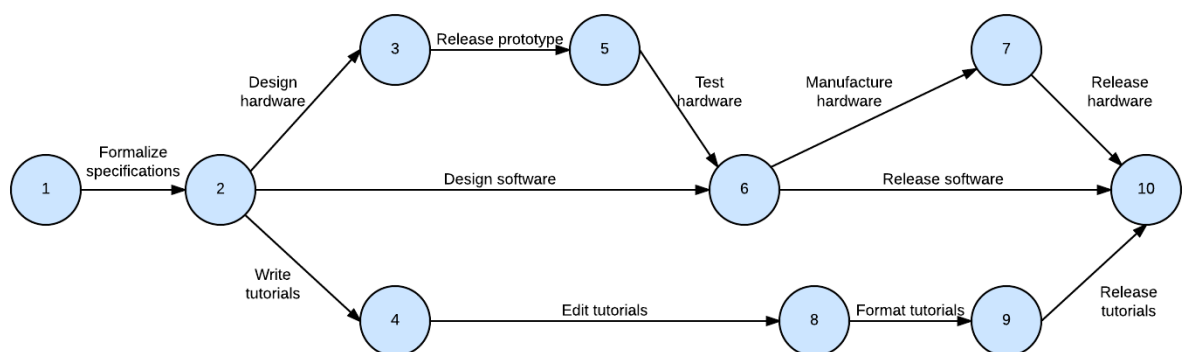 3
Release prototype
5
7
Design
hardware
Test
hardware
Manufacture
hardware
Release
hardware
Formalize
specifications
1
2
Design software
6
Release software
10
Write
tutorials
4
Edit tutorials
8
Format tutorials
9
Release
tutorials